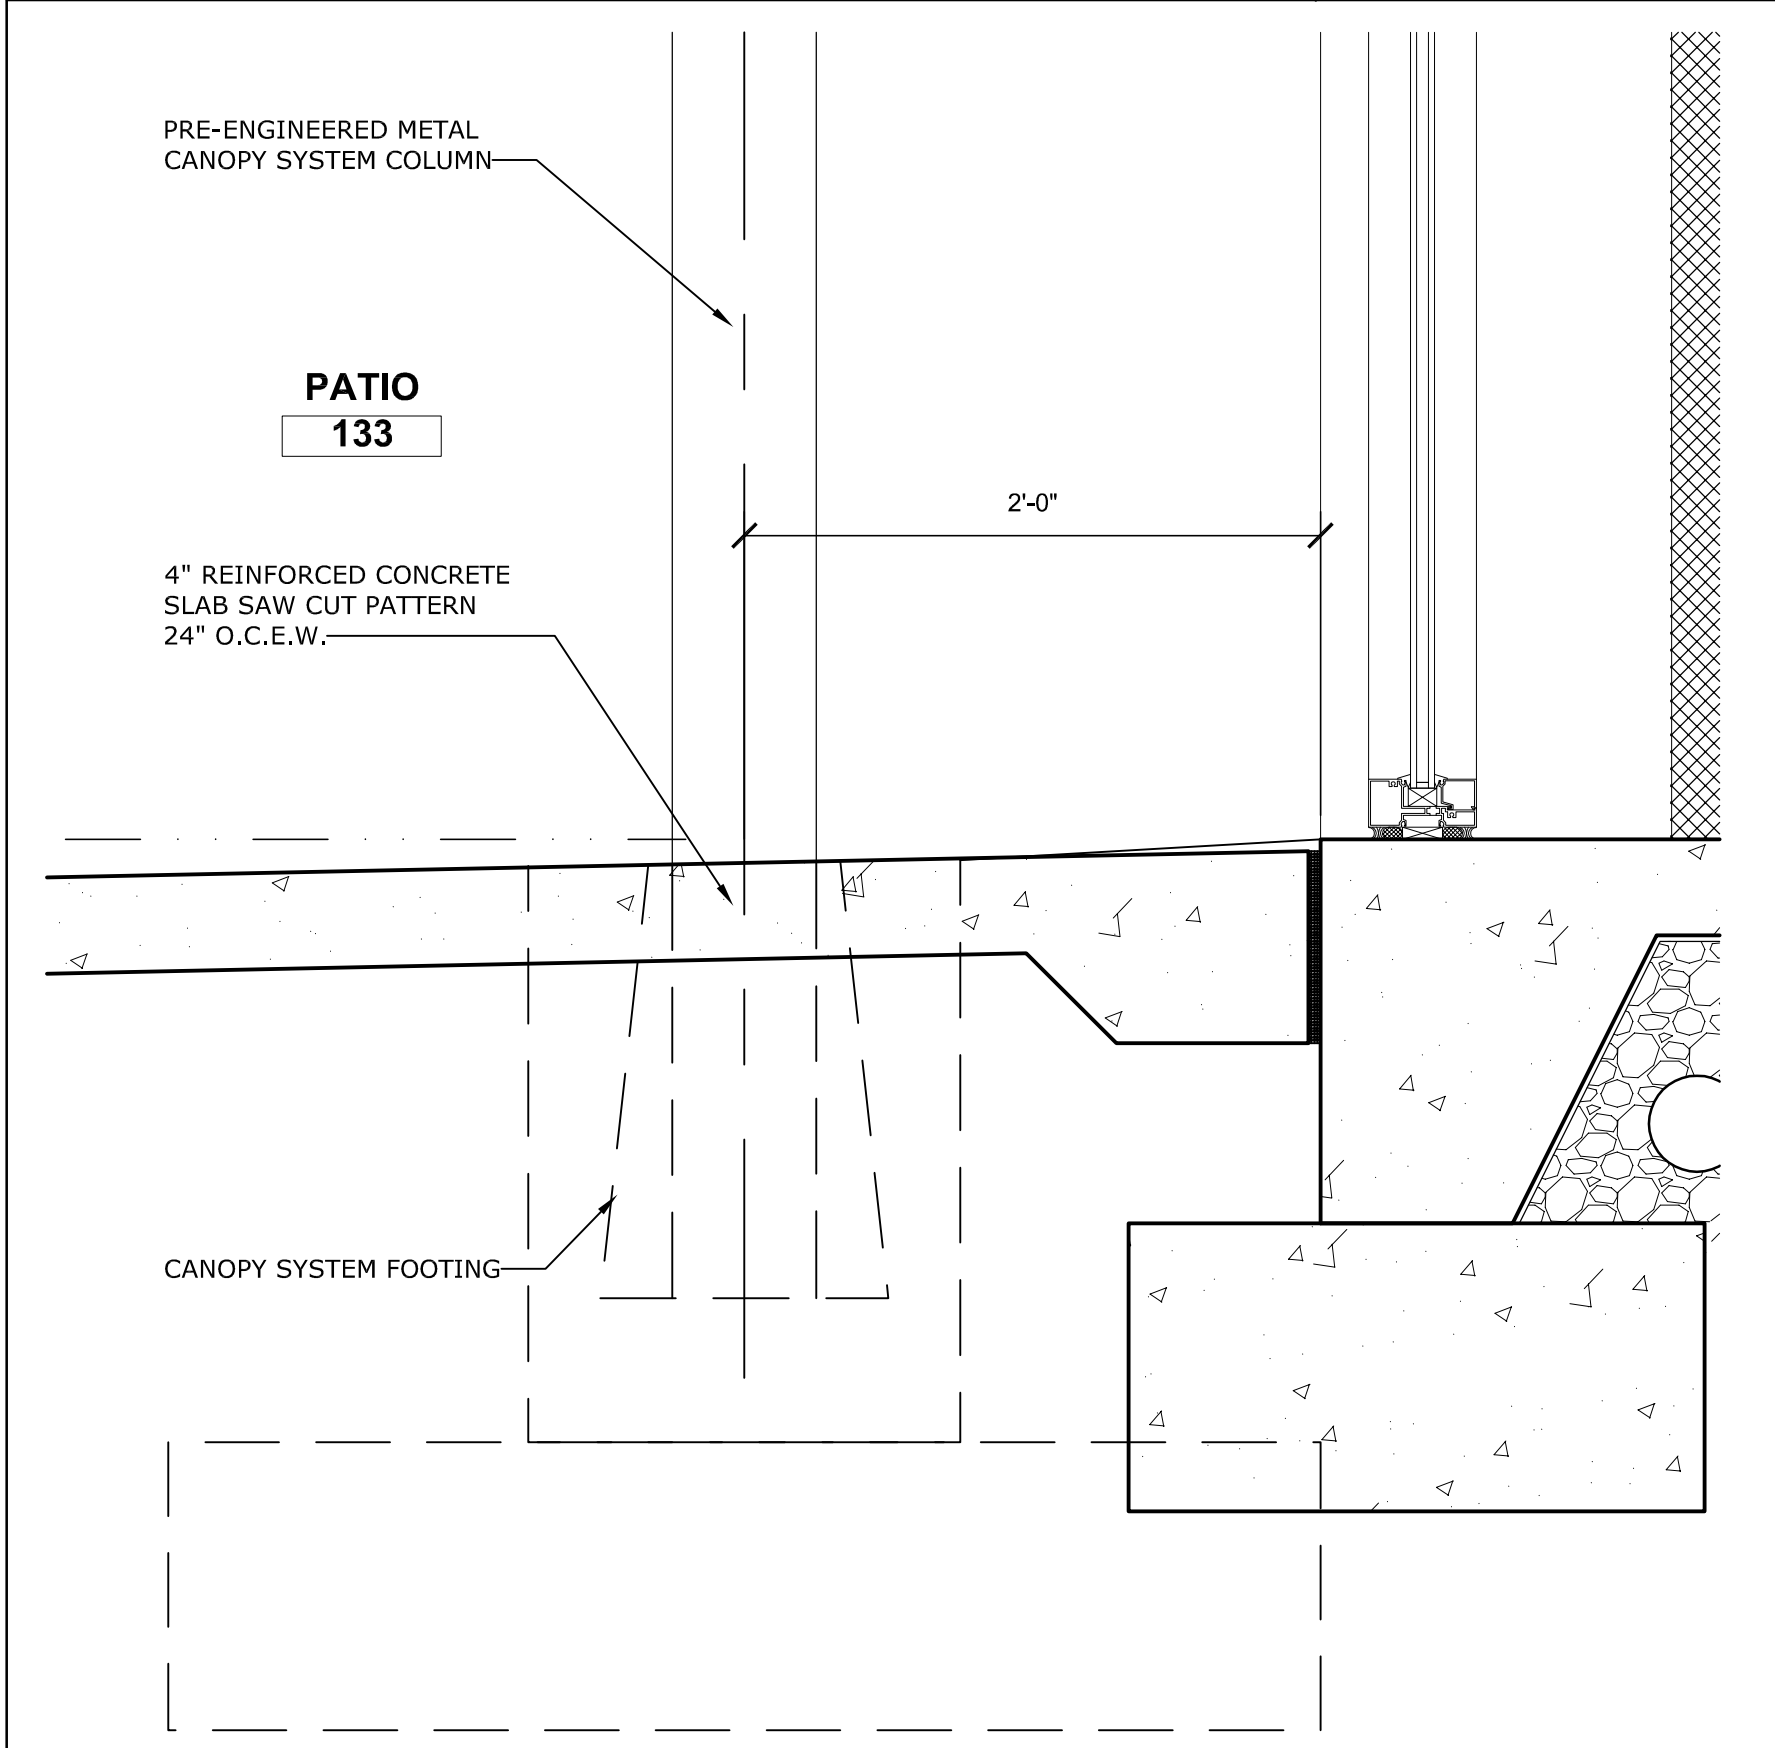 PRE-ENGINEERED METAL
CANOPY SYSTEM COLUMN
PATIO
133
2'-0"
4" REINFORCED CONCRETE
SLAB SAW CUT PATTERN
24" O.C.E.W.
CANOPY SYSTEM FOOTING